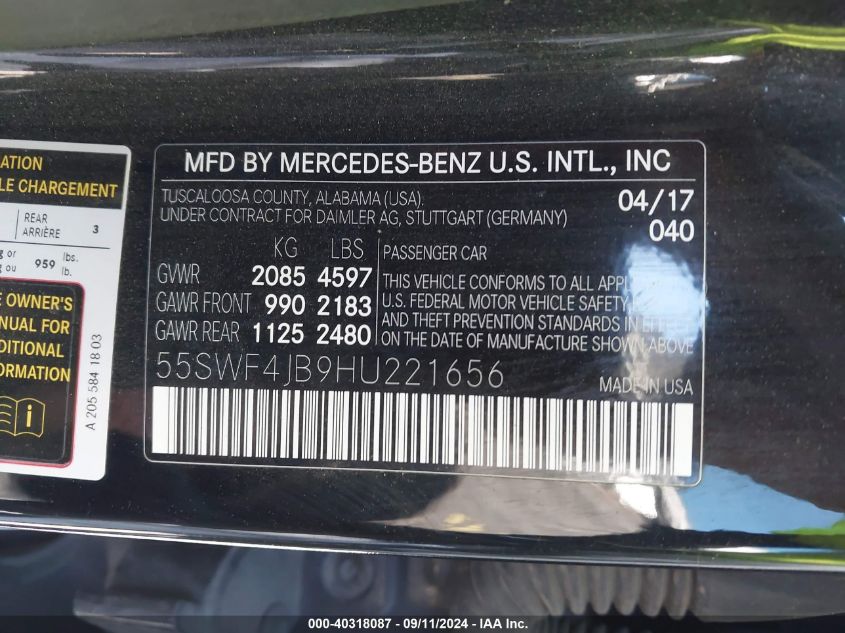 ATION
LE CHARGEMENT
REAR
ARRIÈRE 3
or lbs.
ou 959 lb.
OWNER'S
MANUAL FOR
ADDITIONAL
A 205 584 18 03
MFD BY MERCEDES-BENZ U.S. INTL., INC
TUSCALOOSA COUNTY, ALABAMA (USA). 04/17
UNDER CONTRACT FOR DAIMLER AG, STUTTGART (GERMANY) 040
KG LBS PASSENGER CAR
GVWR 2085 4597
GAWR FRONT 990 2183
GAWR REAR 1125 2480
THIS VEHICLE CONFORMS TO ALL APPL
U.S. FEDERAL MOTOR VEHICLE SAFETY
AND THEFT PREVENTION STANDARDS IN EFFECT
ON THE DATE OF MANUFACTURE SHOWN ABOVE
55SWF4JB9HU221656 MADE IN USA
000-40318087 - 09/11/2024 - IAA Inc.